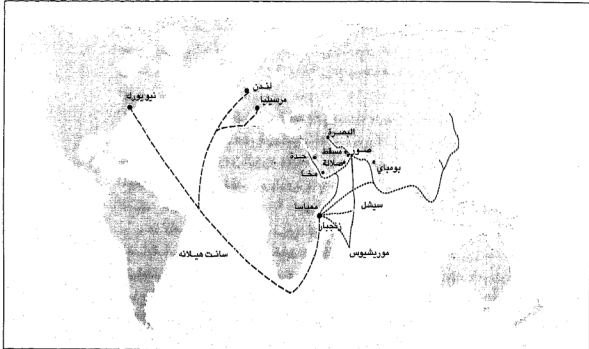 لندن
نيويورك
مرسيليا
البصرة
مسقط
صور
جدة
صلالة
بومباي
مخا
سيشل
ممباسا
زنجبار
سانت هيلانه
موريشيوس